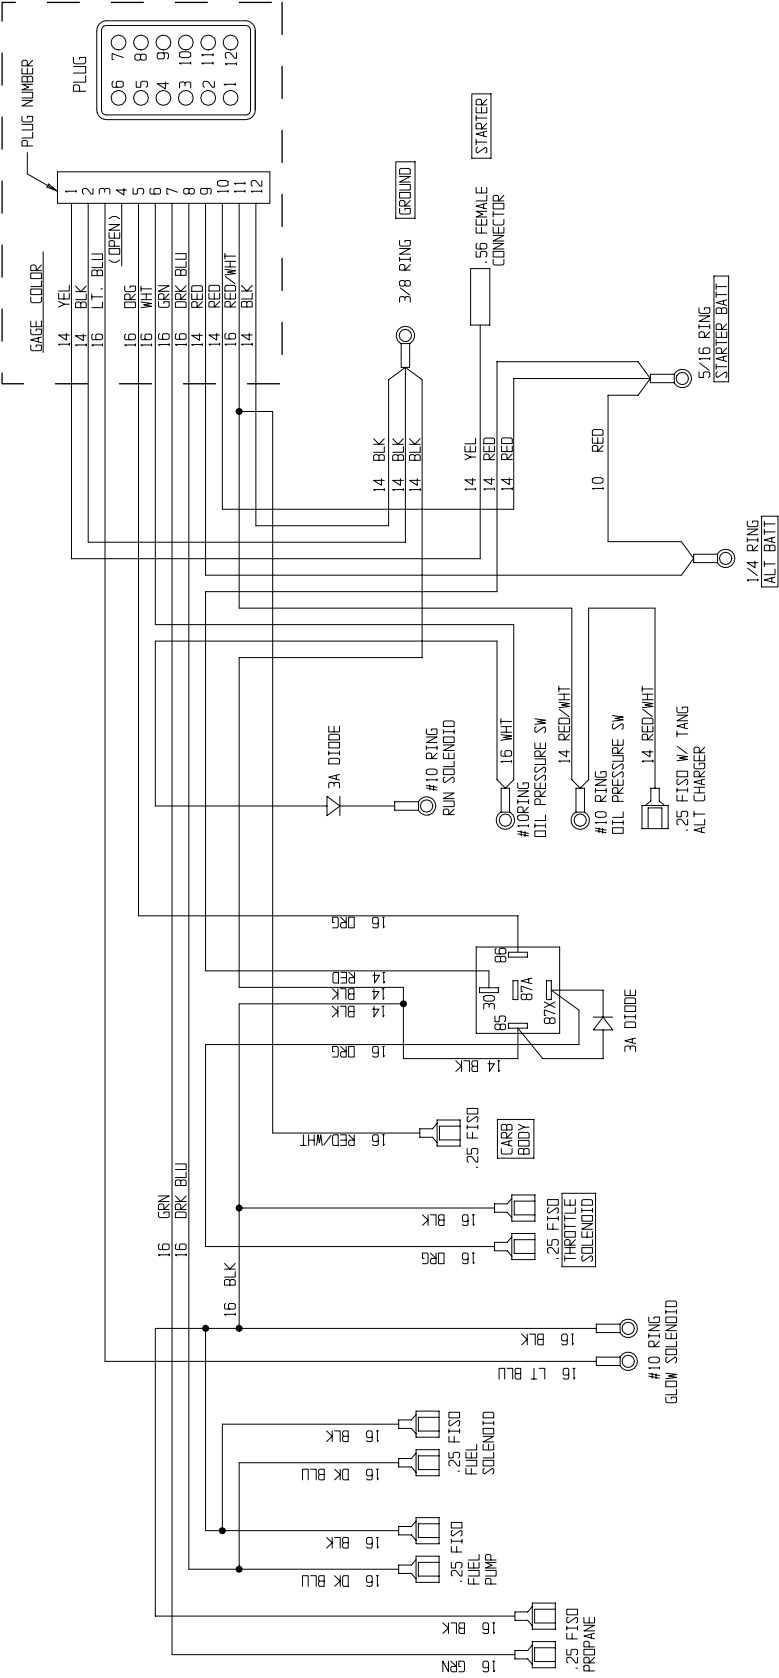 PLUG NUMBER
PLUG
7 8 9 10 11 12
6 5 4 3 2 1
1
2
3
4
5
6
7
8
9
10
11
12
(OPEN)
GAGE COLOR
14 YEL
14 BLK
16 LT. BLU
16 ORG
16 WHT
16 GRN
16 DRK BLU
14 RED
14 RED
16 RED/WHT
14 BLK
3/8 RING
GROUND
STARTER
.56 FEMALE
CONNECTOR
5/16 RING
STARTER BATT
14 BLK
14 BLK
14 BLK
14 YEL
14 RED
14 RED
10 RED
1/4 RING
ALT BATT
3A DIODE
#10 RING
RUN SOLENOID
16 WHT
#10RING
OIL PRESSURE SW
14 RED/WHT
#10 RING
OIL PRESSURE SW
14 RED/WHT
.25 FISO W/ TANG
ALT CHARGER
16 ORG
14 RED
14 BLK
14 BLK
16 ORG
14 BLK
86
30
87A
87X
85
3A DIODE
16 RED/WHT
.25 FISO
CARB
BODY
16 GRN
16 DRK BLU
16 BLK
16 BLK
16 ORG
.25 FISO
THROTTLE
SOLENOID
16 BLK
16 LT BLU
#10 RING
GLOW SOLENOID
16 BLK
16 DK BLU
.25 FISO
FUEL
SOLENOID
16 BLK
16 DK BLU
.25 FISO
FUEL
PUMP
16 BLK
16 GRN
.25 FISO
PROPANE